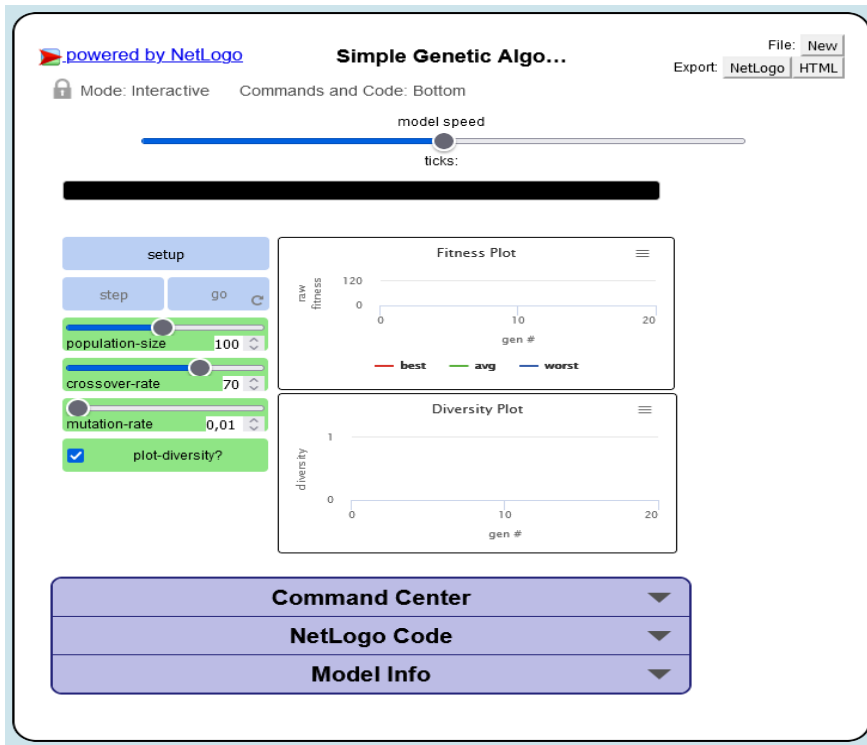 powered by NetLogo
Simple Genetic Algo...
File: New
Export: NetLogo HTML
Mode: Interactive
Commands and Code: Bottom
model speed
ticks:
setup
step
go
population-size 100
crossover-rate 70
mutation-rate 0,01
plot-diversity?
Fitness Plot
raw
fitness
120
0
0 10 20
gen #
best avg worst
Diversity Plot
diversity
1
0
0 10 20
gen #
Command Center
NetLogo Code
Model Info